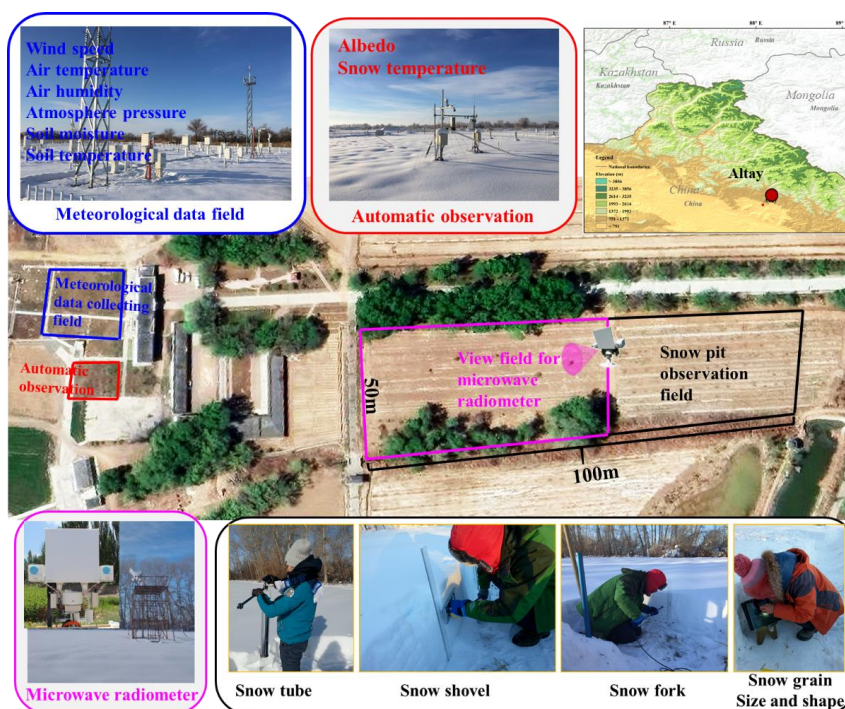 Wind speed
Air temperature
Air humidity
Atmosphere pressure
Soil moisture
Soil temperature
Meteorological data field
Albedo
Snow temperature
Automatic observation
87° E
88° E
89°
Russia
Russia
Kazakhstan
Kazakhstan
Mongolia
Mongolia
China
China
Altay
Legend
National boundaries
Elevation (m)
Meteorological
data collecting
field
Automatic
observation
View field for
microwave
radiometer
Snow pit
observation
field
50m
100m
Microwave radiometer
Snow tube
Snow shovel
Snow fork
Snow grain
Size and shape